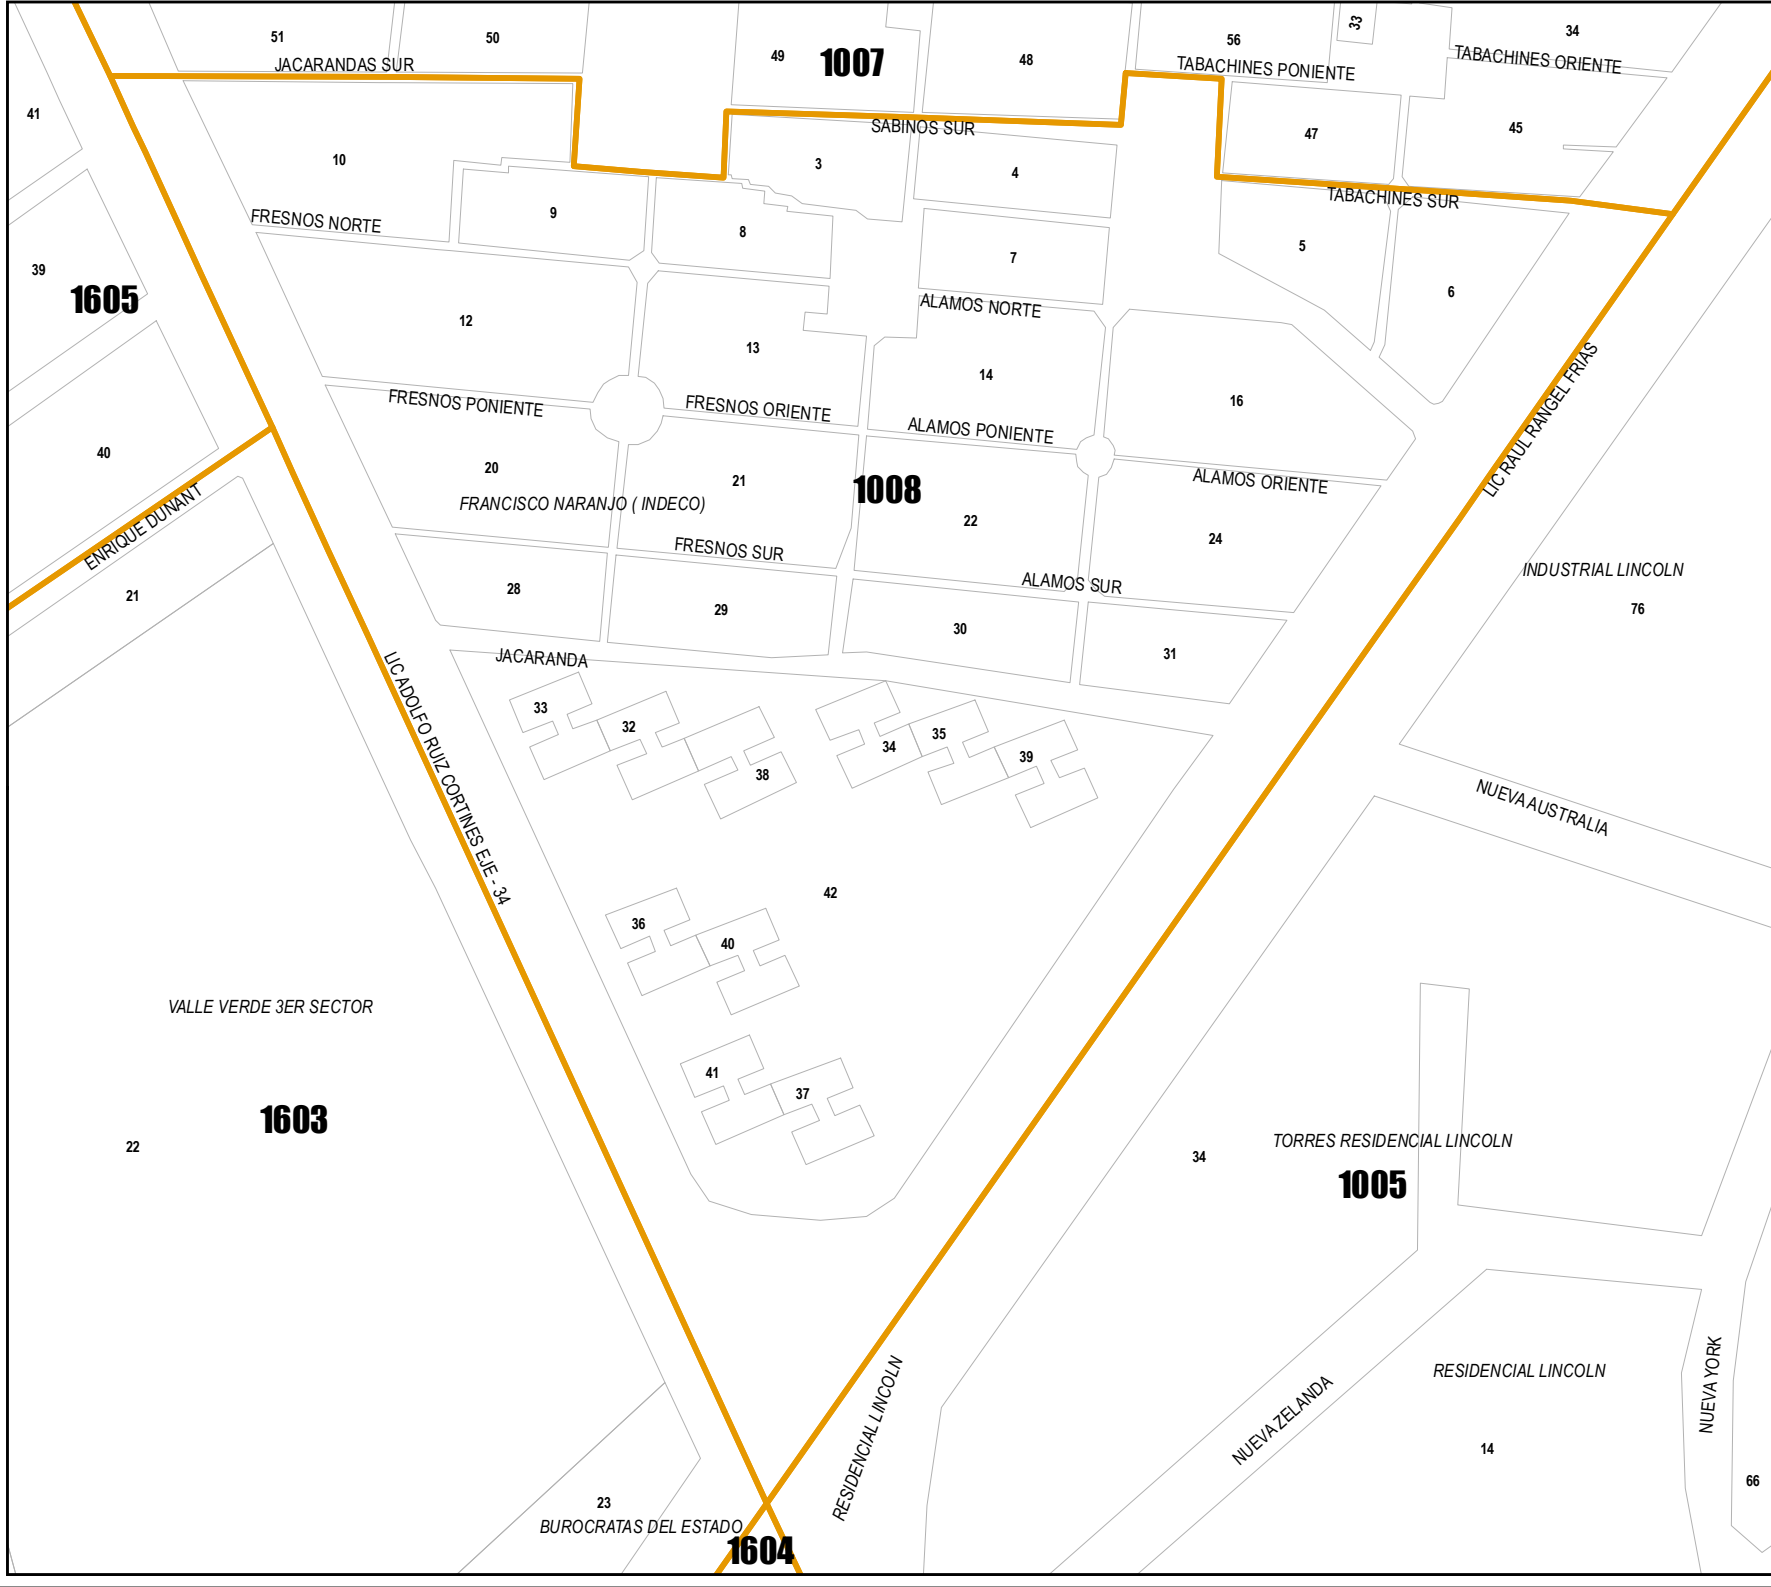 51
50
49
1007
48
56
33
34
JACARANDAS SUR
TABACHINES PONIENTE
TABACHINES ORIENTE
41
10
3
SABINOS SUR
4
47
45
FRESNOS NORTE
9
8
7
5
TABACHINES SUR
39
1605
6
12
13
ALAMOS NORTE
14
16
LIC RAUL RANGEL FRIAS
FRESNOS PONIENTE
FRESNOS ORIENTE
ALAMOS PONIENTE
40
20
21
1008
ALAMOS ORIENTE
FRANCISCO NARANJO ( INDECO)
22
24
ENRIQUE DUNANT
FRESNOS SUR
ALAMOS SUR
INDUSTRIAL LINCOLN
21
28
29
30
76
JACARANDA
31
LIC ADOLFO RUIZ CORTINES EJE - 34
33
32
38
34
35
39
NUEVA AUSTRALIA
42
36
40
VALLE VERDE 3ER SECTOR
41
37
1603
22
TORRES RESIDENCIAL LINCOLN
34
1005
RESIDENCIAL LINCOLN
RESIDENCIAL LINCOLN
NUEVA ZELANDA
NUEVA YORK
14
66
23
BUROCRATAS DEL ESTADO
1604